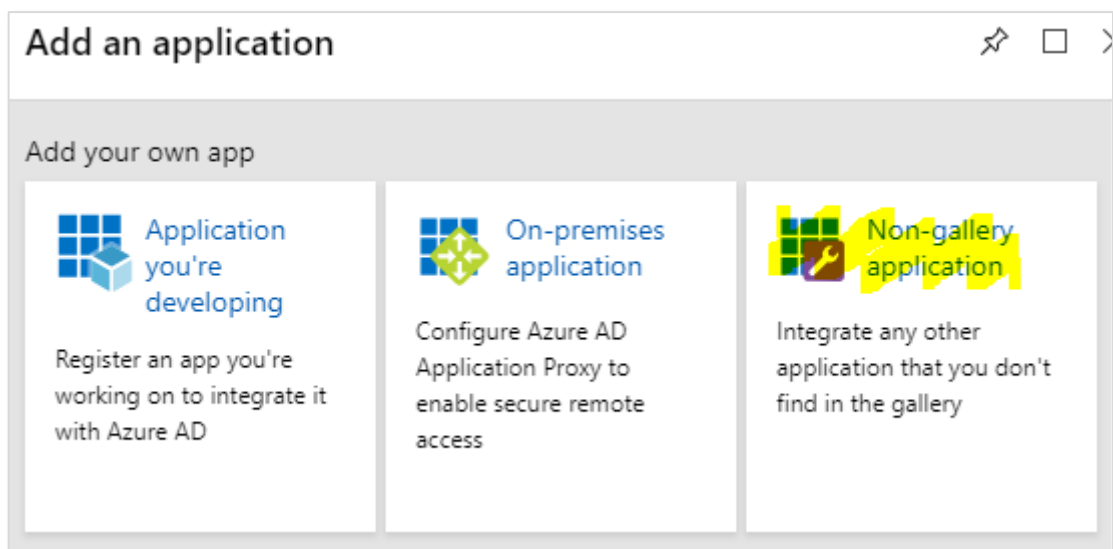 Add an application
Add your own app
Application
you're
developing
Register an app you're
working on to integrate it
with Azure AD
On-premises
application
Configure Azure AD
Application Proxy to
enable secure remote
access
Non-gallery
application
Integrate any other
application that you don't
find in the gallery